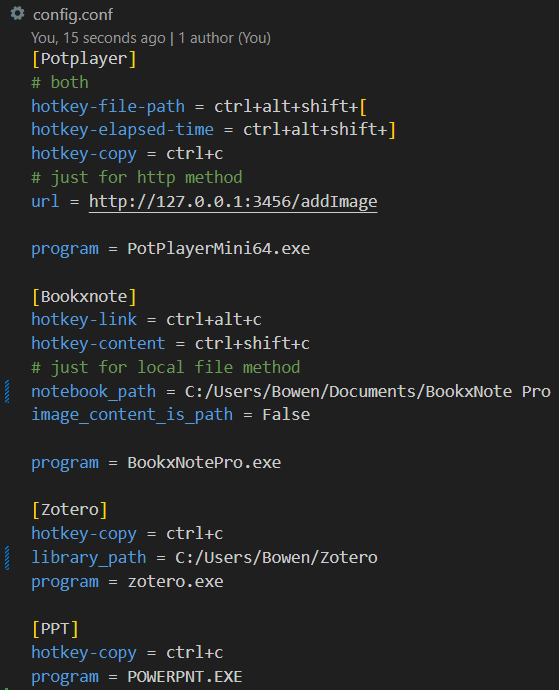 config.conf
You, 15 seconds ago | 1 author (You)
[Potplayer]
# both
hotkey-file-path = ctrl+alt+shift+[
hotkey-elapsed-time = ctrl+alt+shift+]
hotkey-copy = ctrl+c
# just for http method
url = http://127.0.0.1:3456/addImage
program = PotPlayerMini64.exe
[Bookxnote]
hotkey-link = ctrl+alt+c
hotkey-content = ctrl+shift+c
# just for local file method
notebook_path = C:/Users/Bowen/Documents/BookxNote Pro
image_content_is_path = False
program = BookxNotePro.exe
[Zotero]
hotkey-copy = ctrl+c
library_path = C:/Users/Bowen/Zotero
program = zotero.exe
[PPT]
hotkey-copy = ctrl+c
program = POWERPNT.EXE